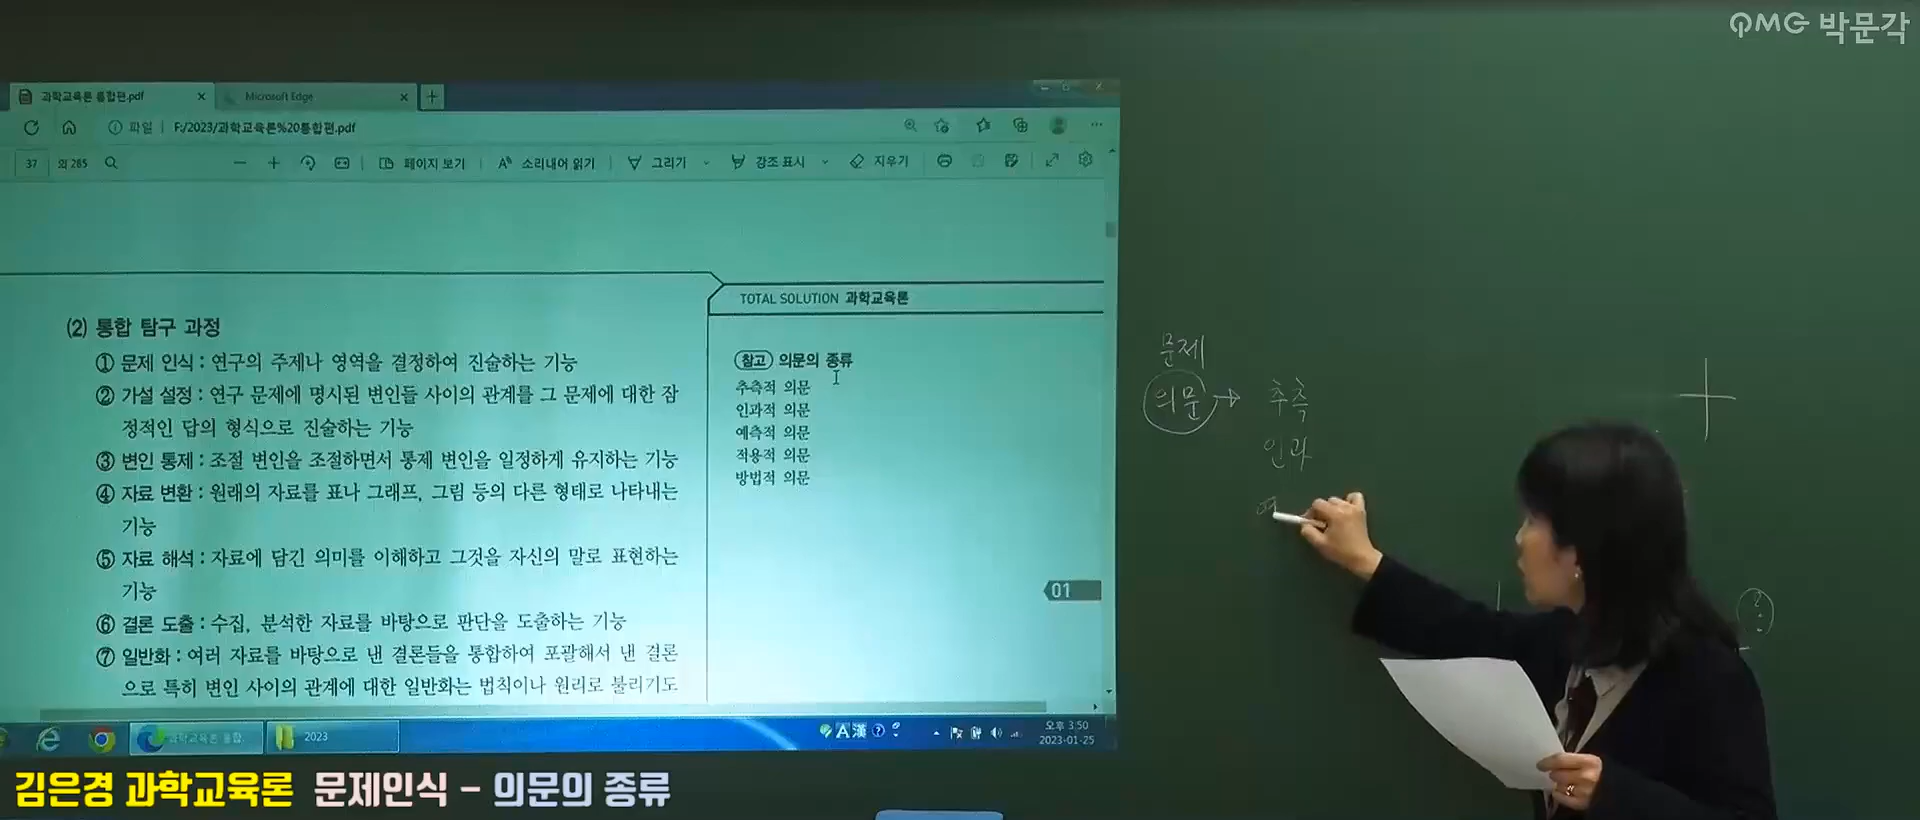 PMG 박문각
과학교육론 통합편.pdf
Microsoft Edge
파일 F:/2023/과학교육론%20통합편.pdf
37 외 285 페이지 보기 소리내어 읽기 그리기 강조 표시 지우기
TOTAL SOLUTION 과학교육론
(2) 통합 탐구 과정
① 문제 인식 : 연구의 주제나 영역을 결정하여 진술하는 기능
② 가설 설정 : 연구 문제에 명시된 변인들 사이의 관계를 그 문제에 대한 잠
정적인 답의 형식으로 진술하는 기능
③ 변인 통제 : 조절 변인을 조절하면서 통제 변인을 일정하게 유지하는 기능
④ 자료 변환 : 원래의 자료를 표나 그래프, 그림 등의 다른 형태로 나타내는
기능
⑤ 자료 해석 : 자료에 담긴 의미를 이해하고 그것을 자신의 말로 표현하는
기능
⑥ 결론 도출 : 수집, 분석한 자료를 바탕으로 판단을 도출하는 기능
⑦ 일반화 : 여러 자료를 바탕으로 낸 결론들을 통합하여 포괄해서 낸 결론
으로 특히 변인 사이의 관계에 대한 일반화는 법칙이나 원리로 불리기도
참고 의문의 종류
추측적 의문
인과적 의문
예측적 의문
적용적 의문
방법적 의문
01
문제
의문 → 추측
인과
과학교육론 통합.
2023
A 漢
오후 3:50
2023-01-25
김은경 과학교육론 문제인식 - 의문의 종류